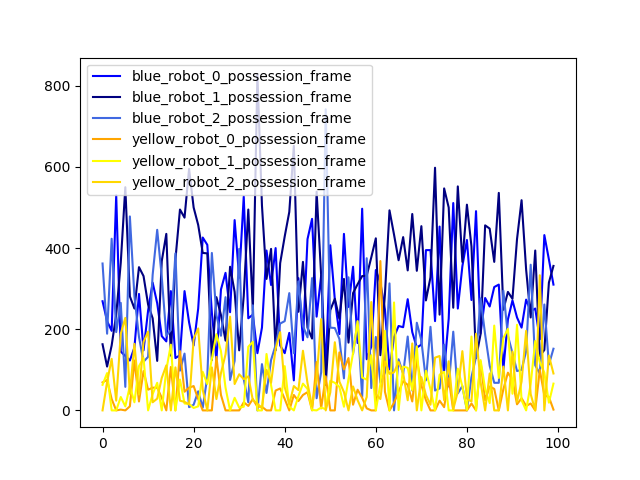 blue_robot_0_possession_frame
blue_robot_1_possession_frame
blue_robot_2_possession_frame
yellow_robot_0_possession_frame
yellow_robot_1_possession_frame
yellow_robot_2_possession_frame
800
600
400
200
0
0 20 40 60 80 100